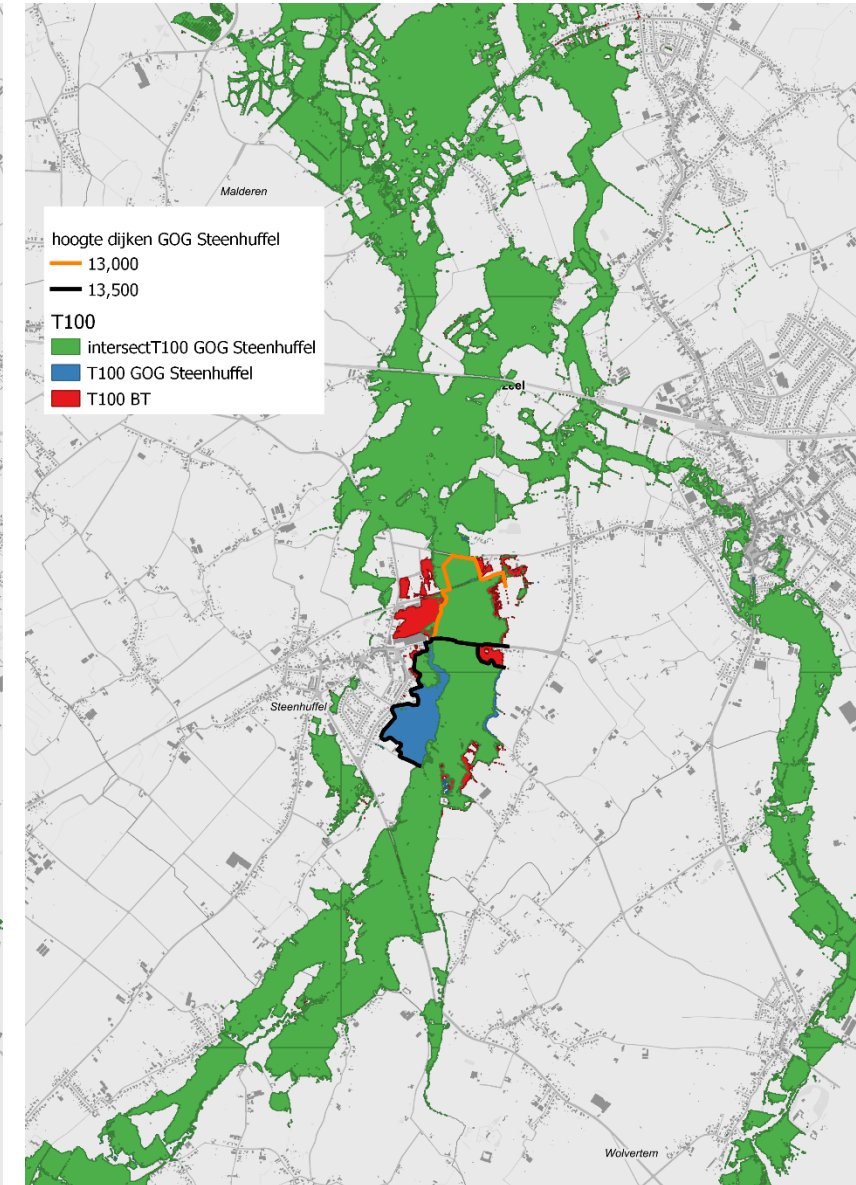 Malderen
hoogte dijken GOG Steenhuffel
13,000
13,500
T100
intersectT100 GOG Steenhuffel
T100 GOG Steenhuffel
T100 BT
Steenhuffel
Wolvertem